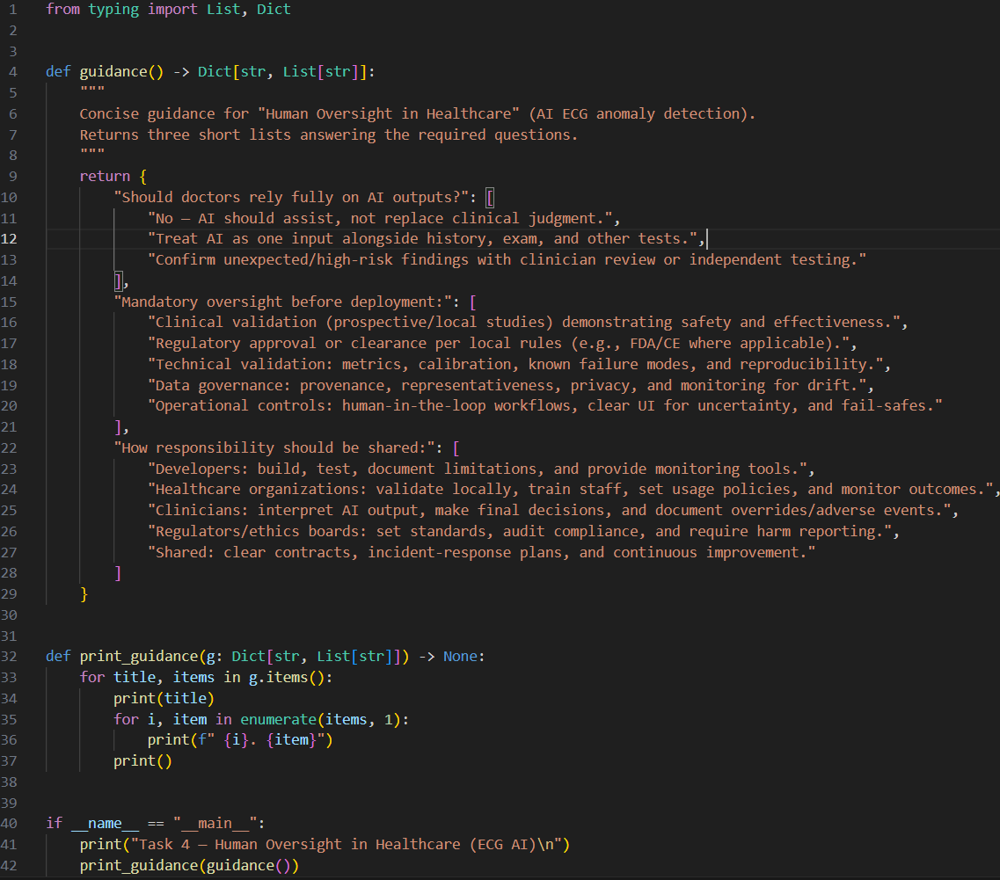 1 from typing import List, Dict
2
3
4 def guidance() -> Dict[str, List[str]]:
5     """
6     Concise guidance for "Human Oversight in Healthcare" (AI ECG anomaly detection).
7     Returns three short lists answering the required questions.
8     """
9     return {
10         "Should doctors rely fully on AI outputs?": [
11             "No — AI should assist, not replace clinical judgment.",
12             "Treat AI as one input alongside history, exam, and other tests.",
13             "Confirm unexpected/high-risk findings with clinician review or independent testing."
14         ],
15         "Mandatory oversight before deployment:": [
16             "Clinical validation (prospective/local studies) demonstrating safety and effectiveness.",
17             "Regulatory approval or clearance per local rules (e.g., FDA/CE where applicable).",
18             "Technical validation: metrics, calibration, known failure modes, and reproducibility.",
19             "Data governance: provenance, representativeness, privacy, and monitoring for drift.",
20             "Operational controls: human-in-the-loop workflows, clear UI for uncertainty, and fail-safes."
21         ],
22         "How responsibility should be shared:": [
23             "Developers: build, test, document limitations, and provide monitoring tools.",
24             "Healthcare organizations: validate locally, train staff, set usage policies, and monitor outcomes.",
25             "Clinicians: interpret AI output, make final decisions, and document overrides/adverse events.",
26             "Regulators/ethics boards: set standards, audit compliance, and require harm reporting.",
27             "Shared: clear contracts, incident-response plans, and continuous improvement."
28         ]
29     }
30
31
32 def print_guidance(g: Dict[str, List[str]]) -> None:
33     for title, items in g.items():
34         print(title)
35         for i, item in enumerate(items, 1):
36             print(f" {i}. {item}")
37         print()
38
39
40 if __name__ == "__main__":
41     print("Task 4 — Human Oversight in Healthcare (ECG AI)\n")
42     print_guidance(guidance())